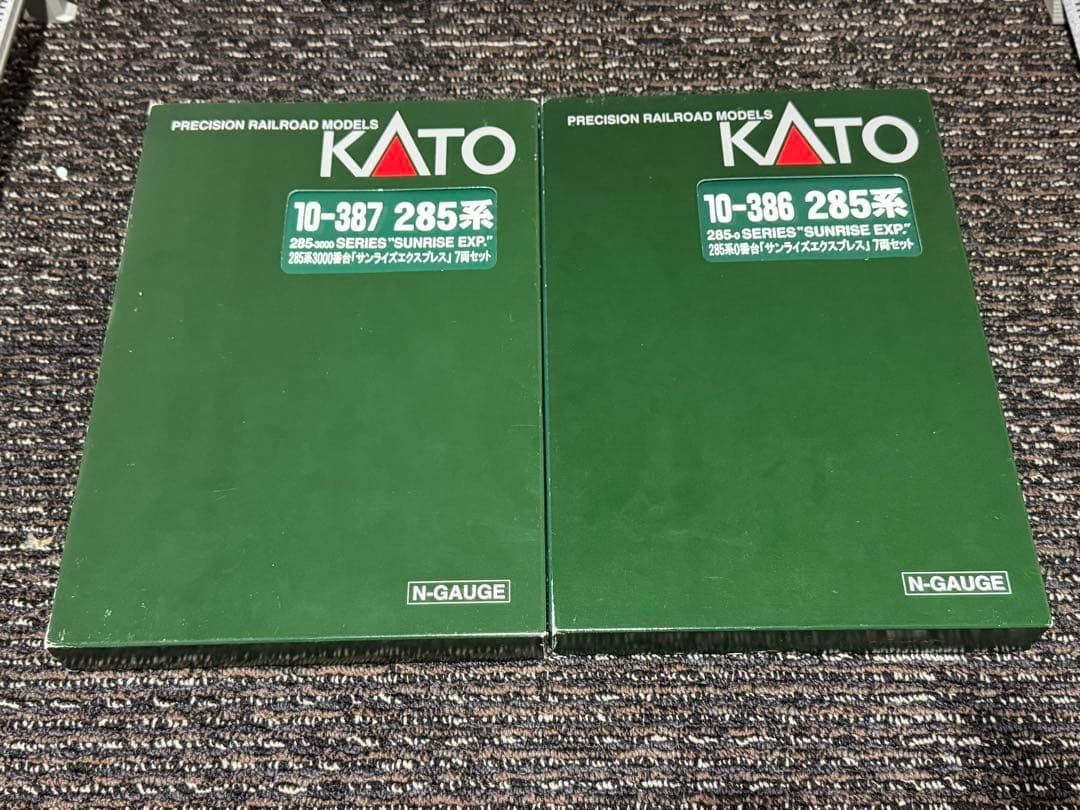 PRECISION RAILROAD MODELS
KATO
10-387 285系
285-3000 SERIES "SUNRISE EXP."
285系3000番台「サンライズエクスプレス」7両セット
N-GAUGE
PRECISION RAILROAD MODELS
KATO
10-386 285系
285-0 SERIES "SUNRISE EXP."
285系0番台「サンライズエクスプレス」7両セット
N-GAUGE